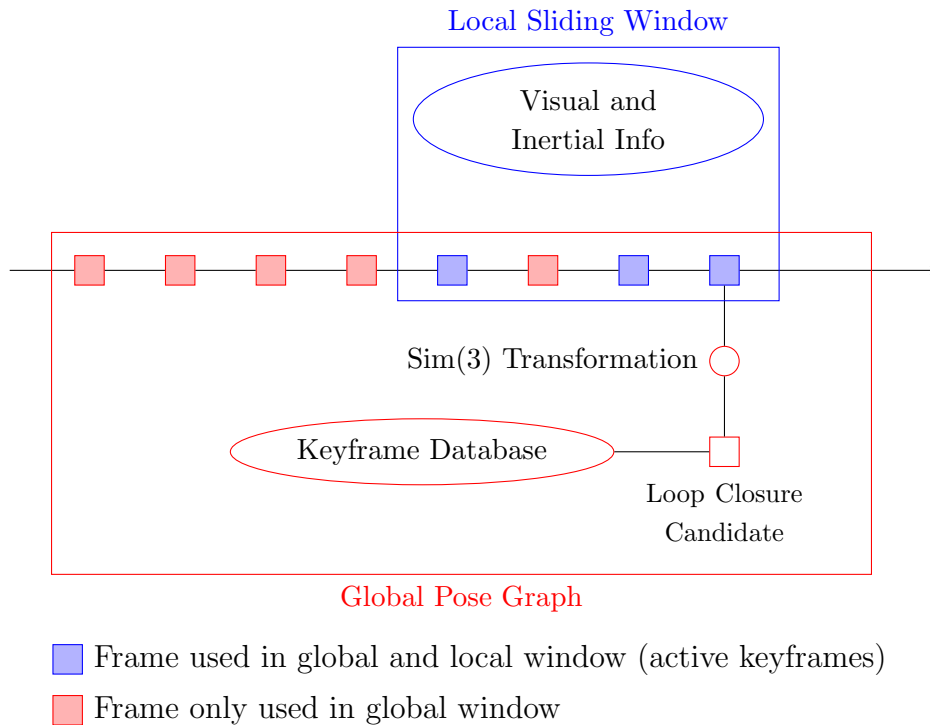 Local Sliding Window
Visual and
Inertial Info
Sim(3) Transformation
Keyframe Database
Loop Closure
Candidate
Global Pose Graph
Frame used in global and local window (active keyframes)
Frame only used in global window